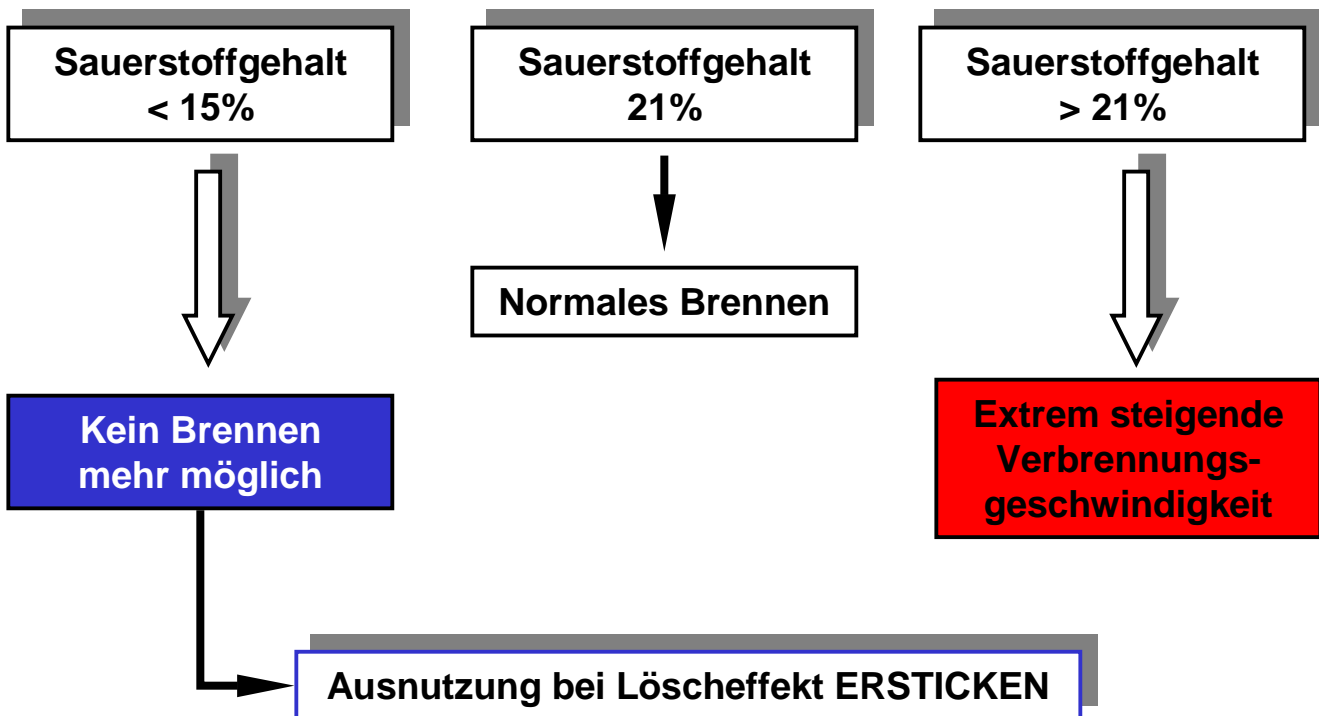 Sauerstoffgehalt
< 15%
Sauerstoffgehalt
21%
Sauerstoffgehalt
> 21%
Normales Brennen
Kein Brennen
mehr möglich
Extrem steigende
Verbrennungs-
geschwindigkeit
Ausnutzung bei Löscheffekt ERSTICKEN